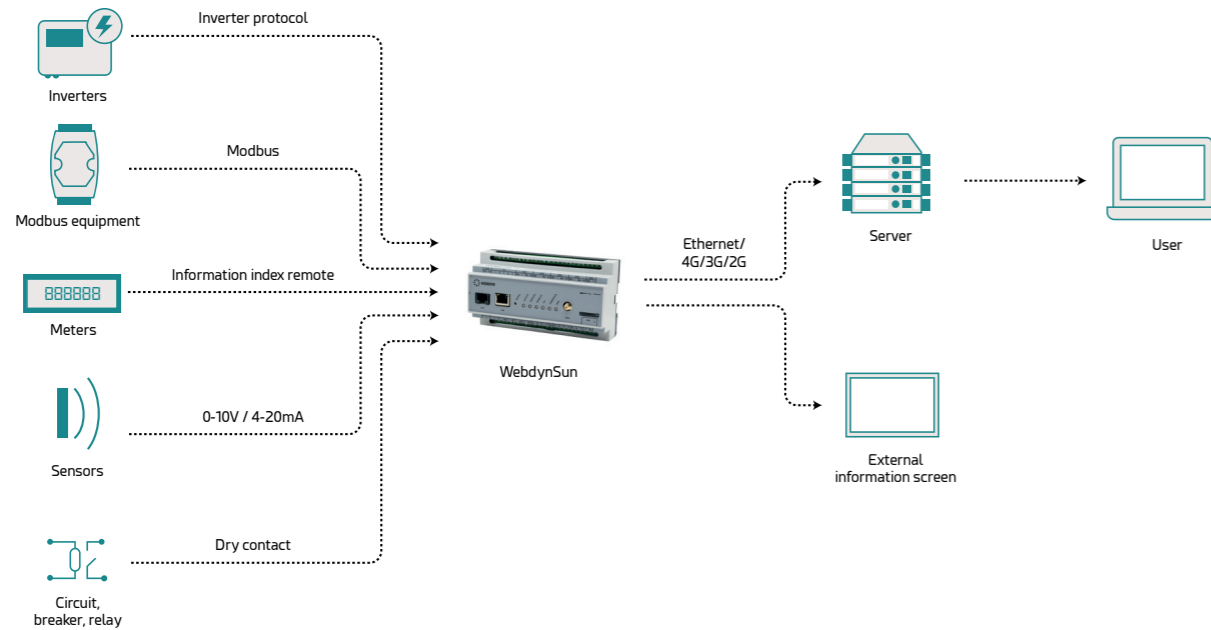 Inverter protocol
Inverters
Modbus
Modbus equipment
Information index remote
888888
Meters
0-10V / 4-20mA
Sensors
Dry contact
Circuit,
breaker, relay
WebdynSun
Ethernet/
4G/3G/2G
Server
User
External
information screen